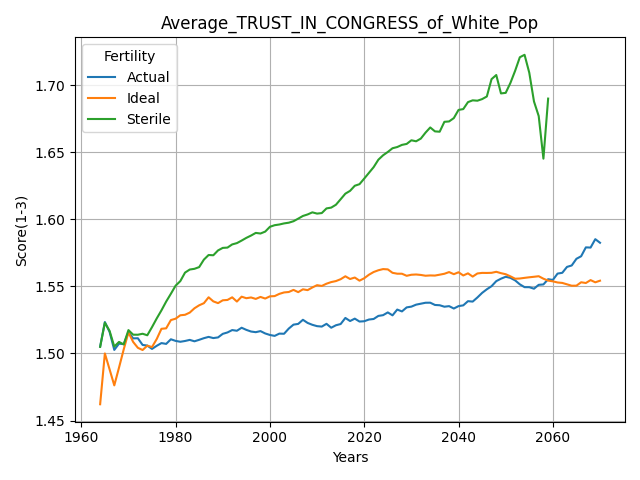 Average_TRUST_IN_CONGRESS_of_White_Pop
Fertility
Actual
Ideal
Sterile
Score(1-3)
1.70
1.65
1.60
1.55
1.50
1.45
1960
1980
2000
2020
2040
2060
Years